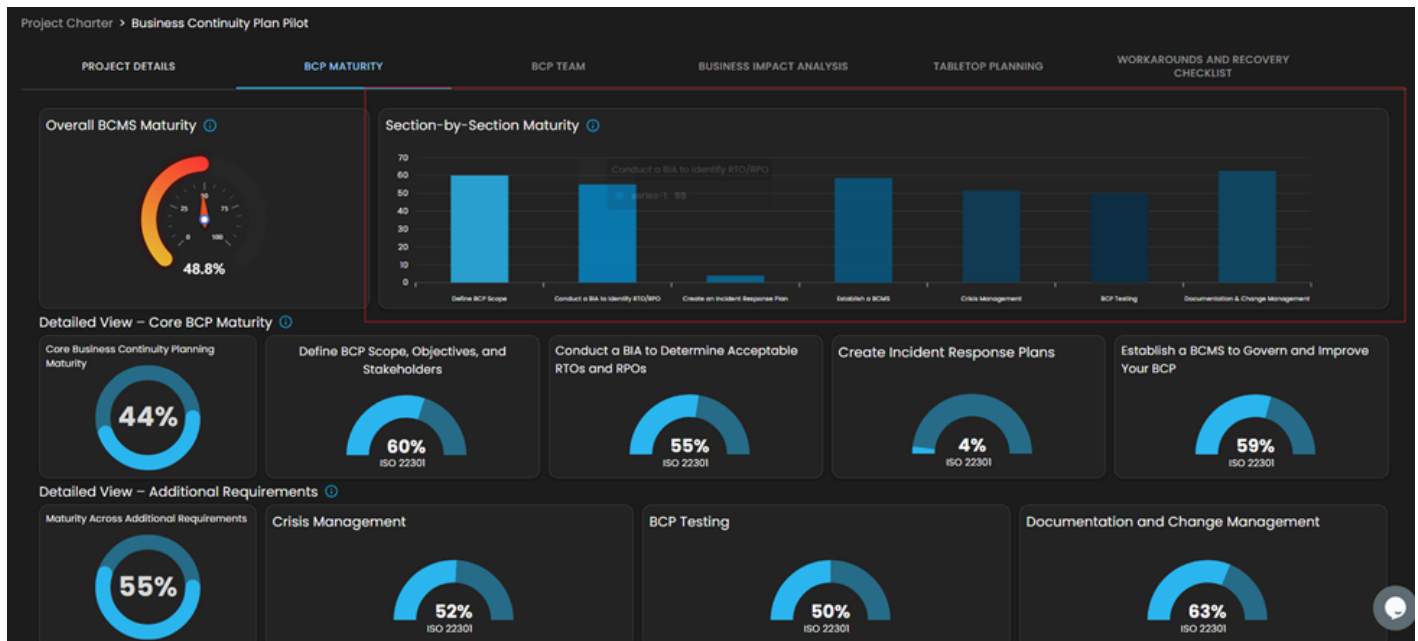 Project Charter > Business Continuity Plan Pilot
PROJECT DETAILS
BCP MATURITY
BCP TEAM
BUSINESS IMPACT ANALYSIS
TABLETOP PLANNING
WORKAROUNDS AND RECOVERY
CHECKLIST
Overall BCMS Maturity
0
25
50
75
100
48.8%
Section-by-Section Maturity
70
60
50
40
30
20
10
0
Conduct a BIA to Identify RTO/RPO
series-1: 55
Define BCP Scope
Conduct a BIA to Identify RTO/RPO
Create an Incident Response Plan
Establish a BCMS
Crisis Management
BCP Testing
Documentation & Change Management
Detailed View – Core BCP Maturity
Core Business Continuity Planning
Maturity
44%
Define BCP Scope, Objectives, and
Stakeholders
60%
ISO 22301
Conduct a BIA to Determine Acceptable
RTOs and RPOs
55%
ISO 22301
Create Incident Response Plans
4%
ISO 22301
Establish a BCMS to Govern and Improve
Your BCP
59%
ISO 22301
Detailed View – Additional Requirements
Maturity Across Additional Requirements
55%
Crisis Management
52%
ISO 22301
BCP Testing
50%
ISO 22301
Documentation and Change Management
63%
ISO 22301